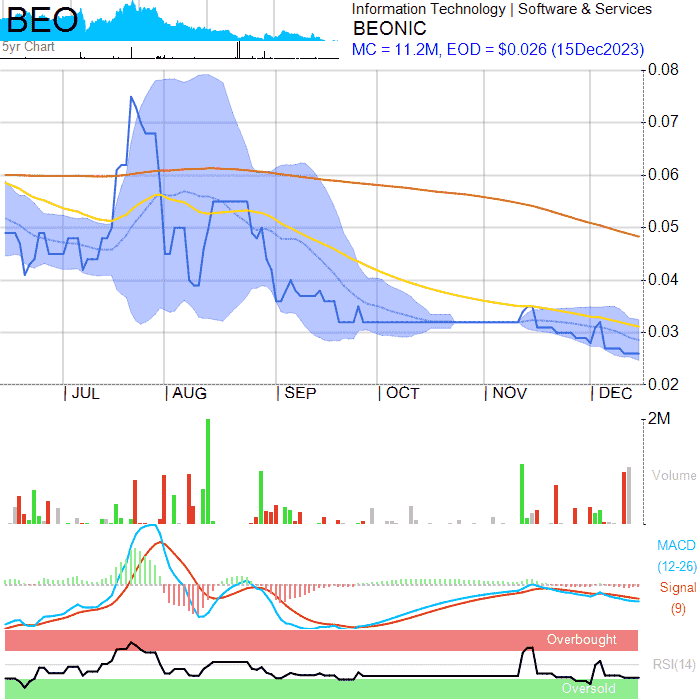 BEO
5yr Chart
Information Technology | Software & Services
BEONIC
MC = 11.2M, EOD = $0.026 (15Dec2023)
0.08
0.07
0.06
0.05
0.04
0.03
0.02
JUL AUG SEP OCT NOV DEC
2M
Volume
MACD
(12-26)
Signal
(9)
Overbought
RSI(14)
Oversold